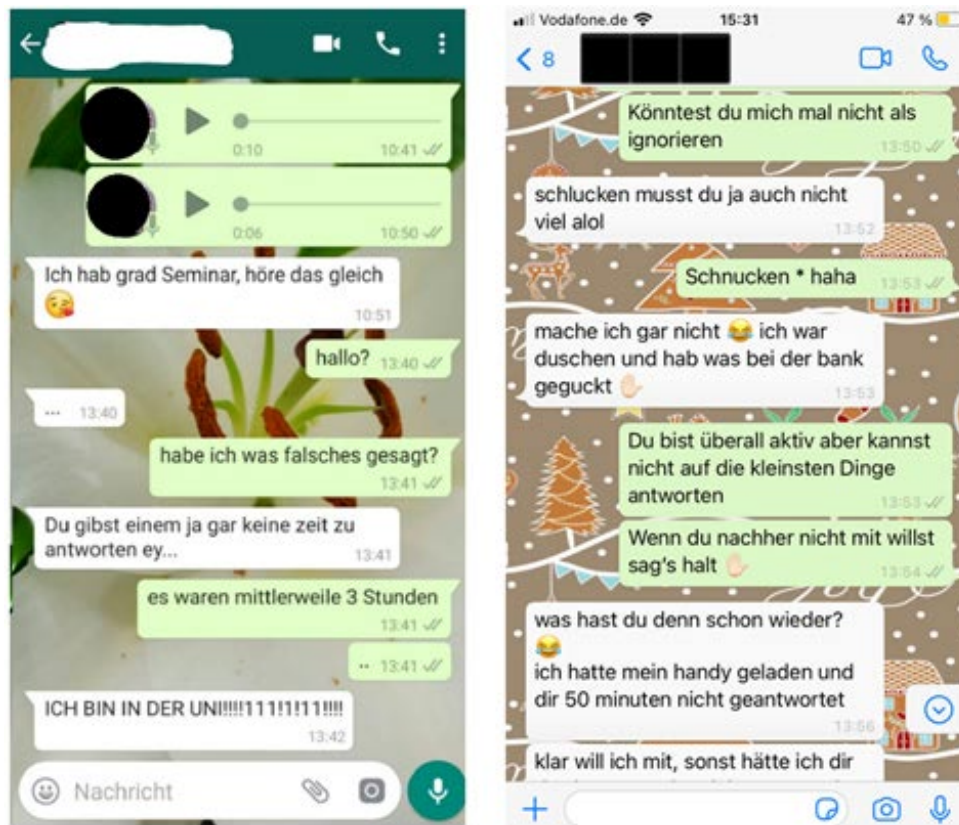 0:10 10:41
0:06 10:50
Ich hab grad Seminar, höre das gleich
10:51
hallo? 13:40
... 13:40
habe ich was falsches gesagt?
13:41
Du gibst einem ja gar keine zeit zu
antworten ey...
13:41
es waren mittlerweile 3 Stunden
13:41
.. 13:41
ICH BIN IN DER UNI!!!!111!1!11!!!!
13:42
Nachricht
Vodafone.de 15:31 47 %
8
Könntest du mich mal nicht als
ignorieren
13:50
schlucken musst du ja auch nicht
viel alol
13:52
Schnucken * haha 13:53
mache ich gar nicht 😂 ich war
duschen und hab was bei der bank
geguckt ✋🏻
13:53
Du bist überall aktiv aber kannst
nicht auf die kleinsten Dinge
antworten
13:53
Wenn du nachher nicht mit willst
sag's halt ✋🏻
13:54
was hast du denn schon wieder?
😂
ich hatte mein handy geladen und
dir 50 minuten nicht geantwortet
13:56
klar will ich mit, sonst hätte ich dir